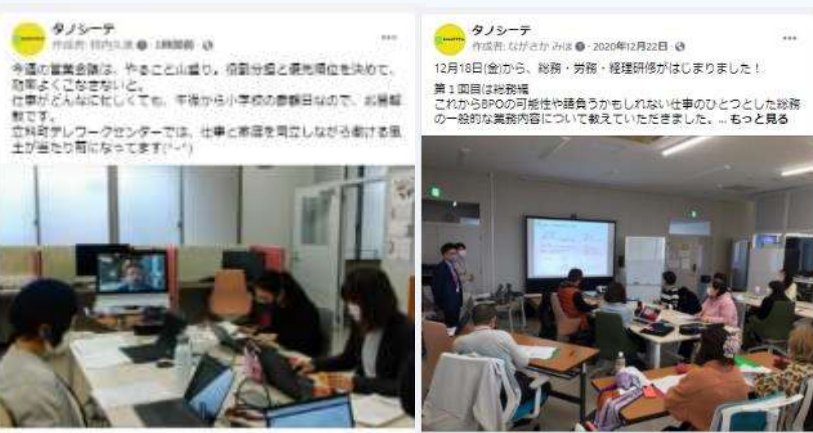 タノシーテ
今週の営業会議は、やること山盛り。役割分担と優先順位を決めて、
効率よくこなさないと。
仕事がどんなに忙しくても、午後から小学校の参観日なので、お昼解
散です。
立科町テレワークセンターでは、仕事と家庭を両立しながら働ける風
土が当たり前になってます(^-^)
タノシーテ
作成者: ながさか みほ · 2020年12月22日
12月18日(金)から、総務・労務・経理研修がはじまりました!
第1回目は総務編
これからBPOの可能性や請負うかもしれない仕事のひとつとした総務
の一般的な業務内容について教えていただきました。... もっと見る